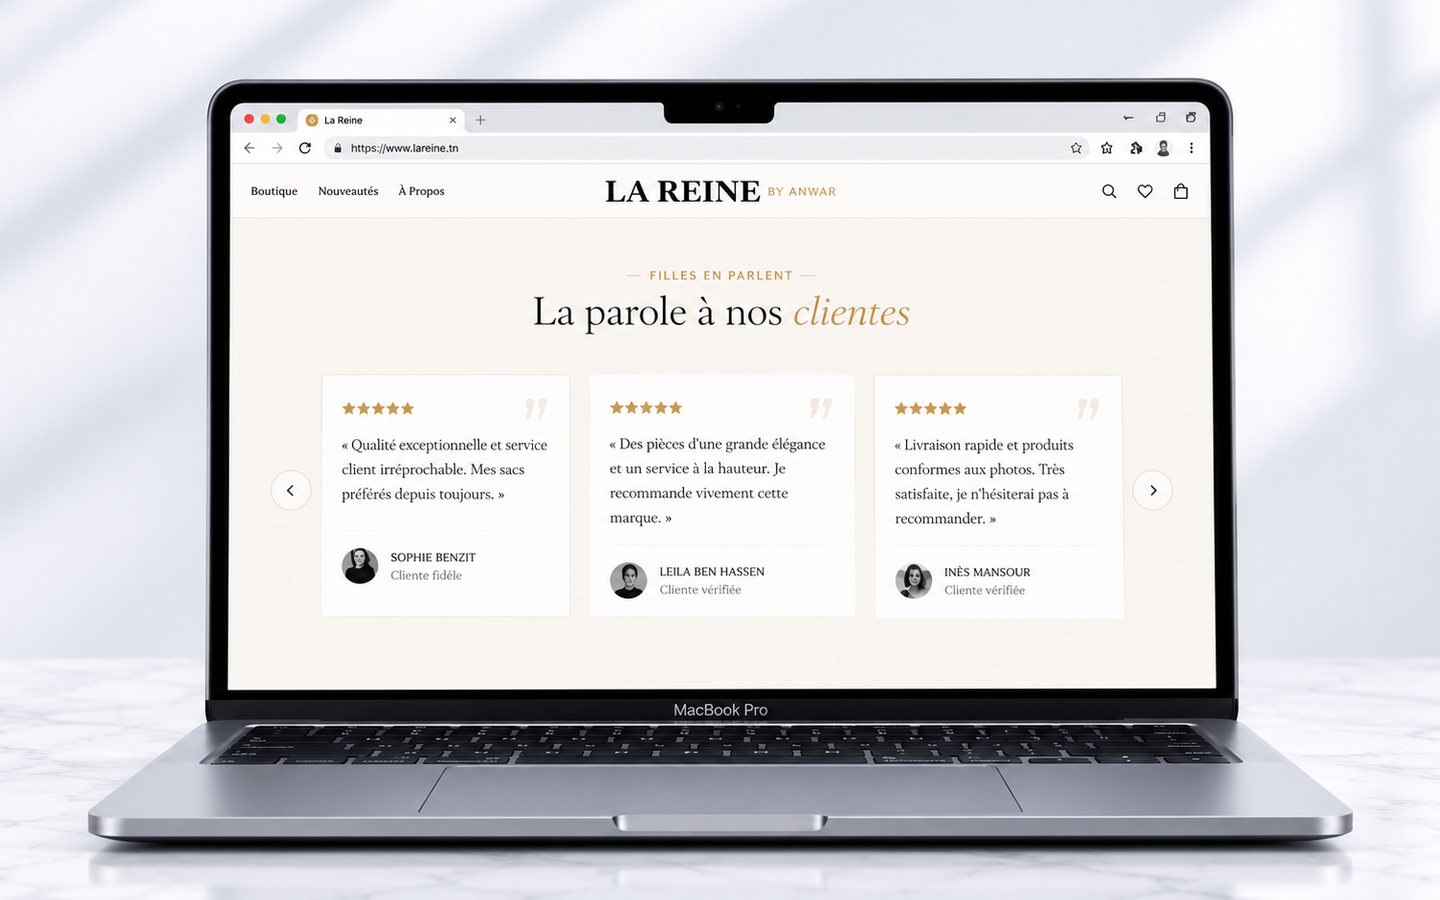 La Reine
https://www.lareine.tn
Boutique Nouveautés À Propos
LA REINE BY ANWAR
FILLES EN PARLENT
La parole à nos clientes
« Qualité exceptionnelle et service
client irréprochable. Mes sacs
préférés depuis toujours. »
SOPHIE BENZIT
Cliente fidéle
« Des pièces d'une grande élégance
et un service à la hauteur. Je
recommande vivement cette
marque. »
LEILA BEN HASSEN
Cliente vérifiée
« Livraison rapide et produits
conformes aux photos. Très
satisfaite, je n'hésiterai pas à
recommander. »
INÈS MANSOUR
Cliente vérifiée
MacBook Pro